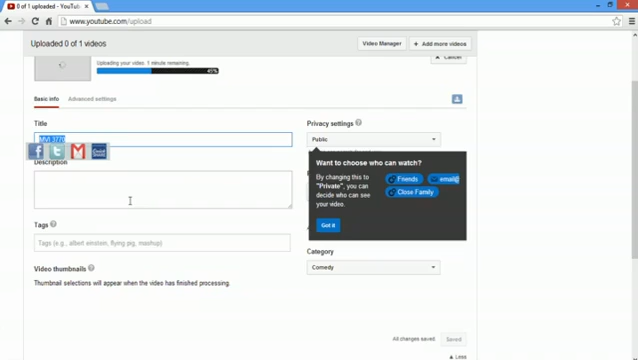 0 of 1 uploaded - YouTub
www.youtube.com/upload
Uploaded 0 of 1 videos
Video Manager
+ Add more videos
Uploading your video. 1 minute remaining.
45%
Cancel
Basic info
Advanced settings
Title
Privacy settings ?
Public
Description
Want to choose who can watch?
By changing this to
"Private", you can
decide who can see
your video.
Friends
email@
Close Family
Got it
Tags ?
Tags (e.g., albert einstein, flying pig, mashup)
Category
Comedy
Video thumbnails ?
Thumbnail selections will appear when the video has finished processing.
All changes saved.
Saved
Less